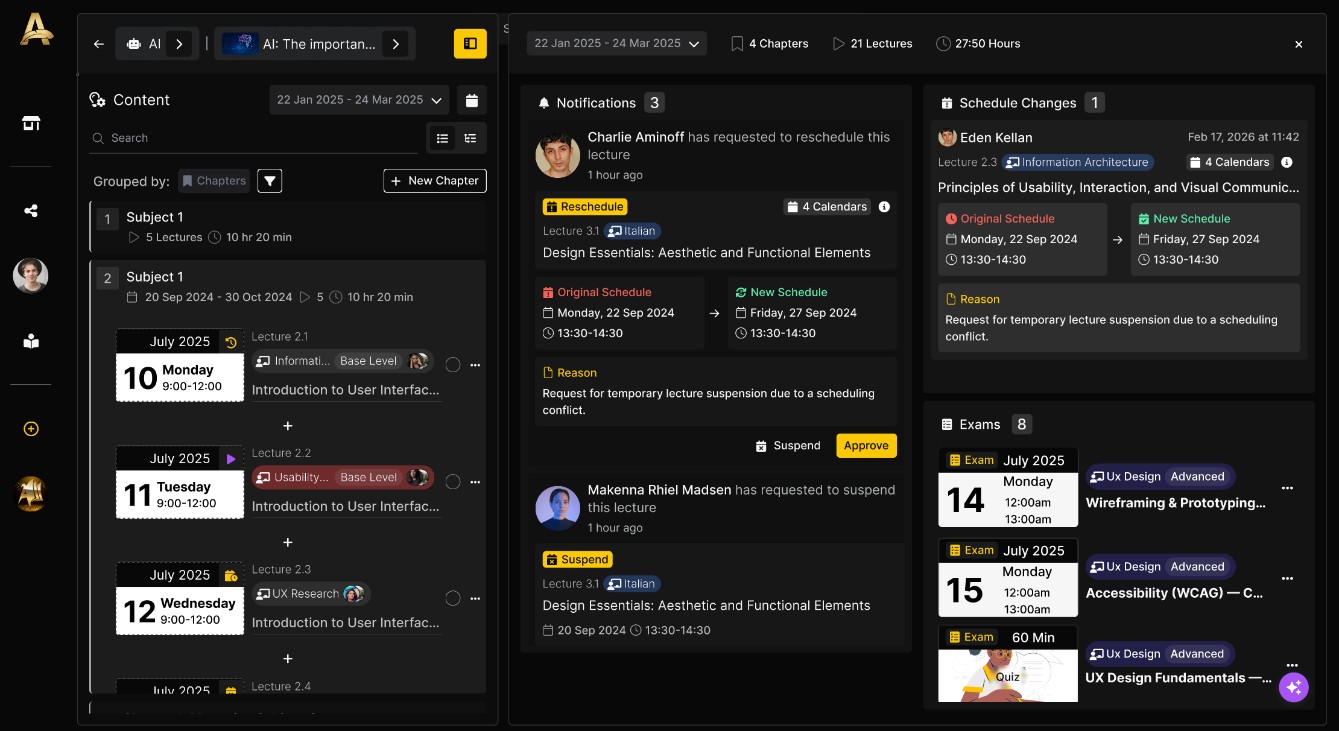 AI
AI: The importan...
Content
22 Jan 2025 - 24 Mar 2025
Search
Grouped by:
Chapters
+ New Chapter
1
Subject 1
5 Lectures
10 hr 20 min
2
Subject 1
20 Sep 2024 - 30 Oct 2024
5
10 hr 20 min
July 2025
10
Monday
9:00-12:00
Lecture 2.1
Informati...
Base Level
Introduction to User Interfac...
+
July 2025
11
Tuesday
9:00-12:00
Lecture 2.2
Usability...
Base Level
Introduction to User Interfac...
+
July 2025
12
Wednesday
9:00-12:00
Lecture 2.3
UX Research
Introduction to User Interfac...
+
July 2025
Lecture 2.4
22 Jan 2025 - 24 Mar 2025
4 Chapters
21 Lectures
27:50 Hours
Notifications
3
Charlie Aminoff has requested to reschedule this
lecture
1 hour ago
Reschedule
4 Calendars
Lecture 3.1
Italian
Design Essentials: Aesthetic and Functional Elements
Original Schedule
Monday, 22 Sep 2024
13:30-14:30
New Schedule
Friday, 27 Sep 2024
13:30-14:30
Reason
Request for temporary lecture suspension due to a scheduling
conflict.
Suspend
Approve
Makenna Rhiel Madsen has requested to suspend
this lecture
1 hour ago
Suspend
Lecture 3.1
Italian
Design Essentials: Aesthetic and Functional Elements
20 Sep 2024
13:30-14:30
Schedule Changes
1
Eden Kellan
Feb 17, 2026 at 11:42
Lecture 2.3
Information Architecture
4 Calendars
Principles of Usability, Interaction, and Visual Communic...
Original Schedule
Monday, 22 Sep 2024
13:30-14:30
New Schedule
Friday, 27 Sep 2024
13:30-14:30
Reason
Request for temporary lecture suspension due to a scheduling
conflict.
Exams
8
Exam
July 2025
14
Monday
12:00am
13:00am
Ux Design
Advanced
Wireframing & Prototyping...
Exam
July 2025
15
Monday
12:00am
13:00am
Ux Design
Advanced
Accessibility (WCAG) — C...
Exam
60 Min
Quiz
Ux Design
Advanced
UX Design Fundamentals —...